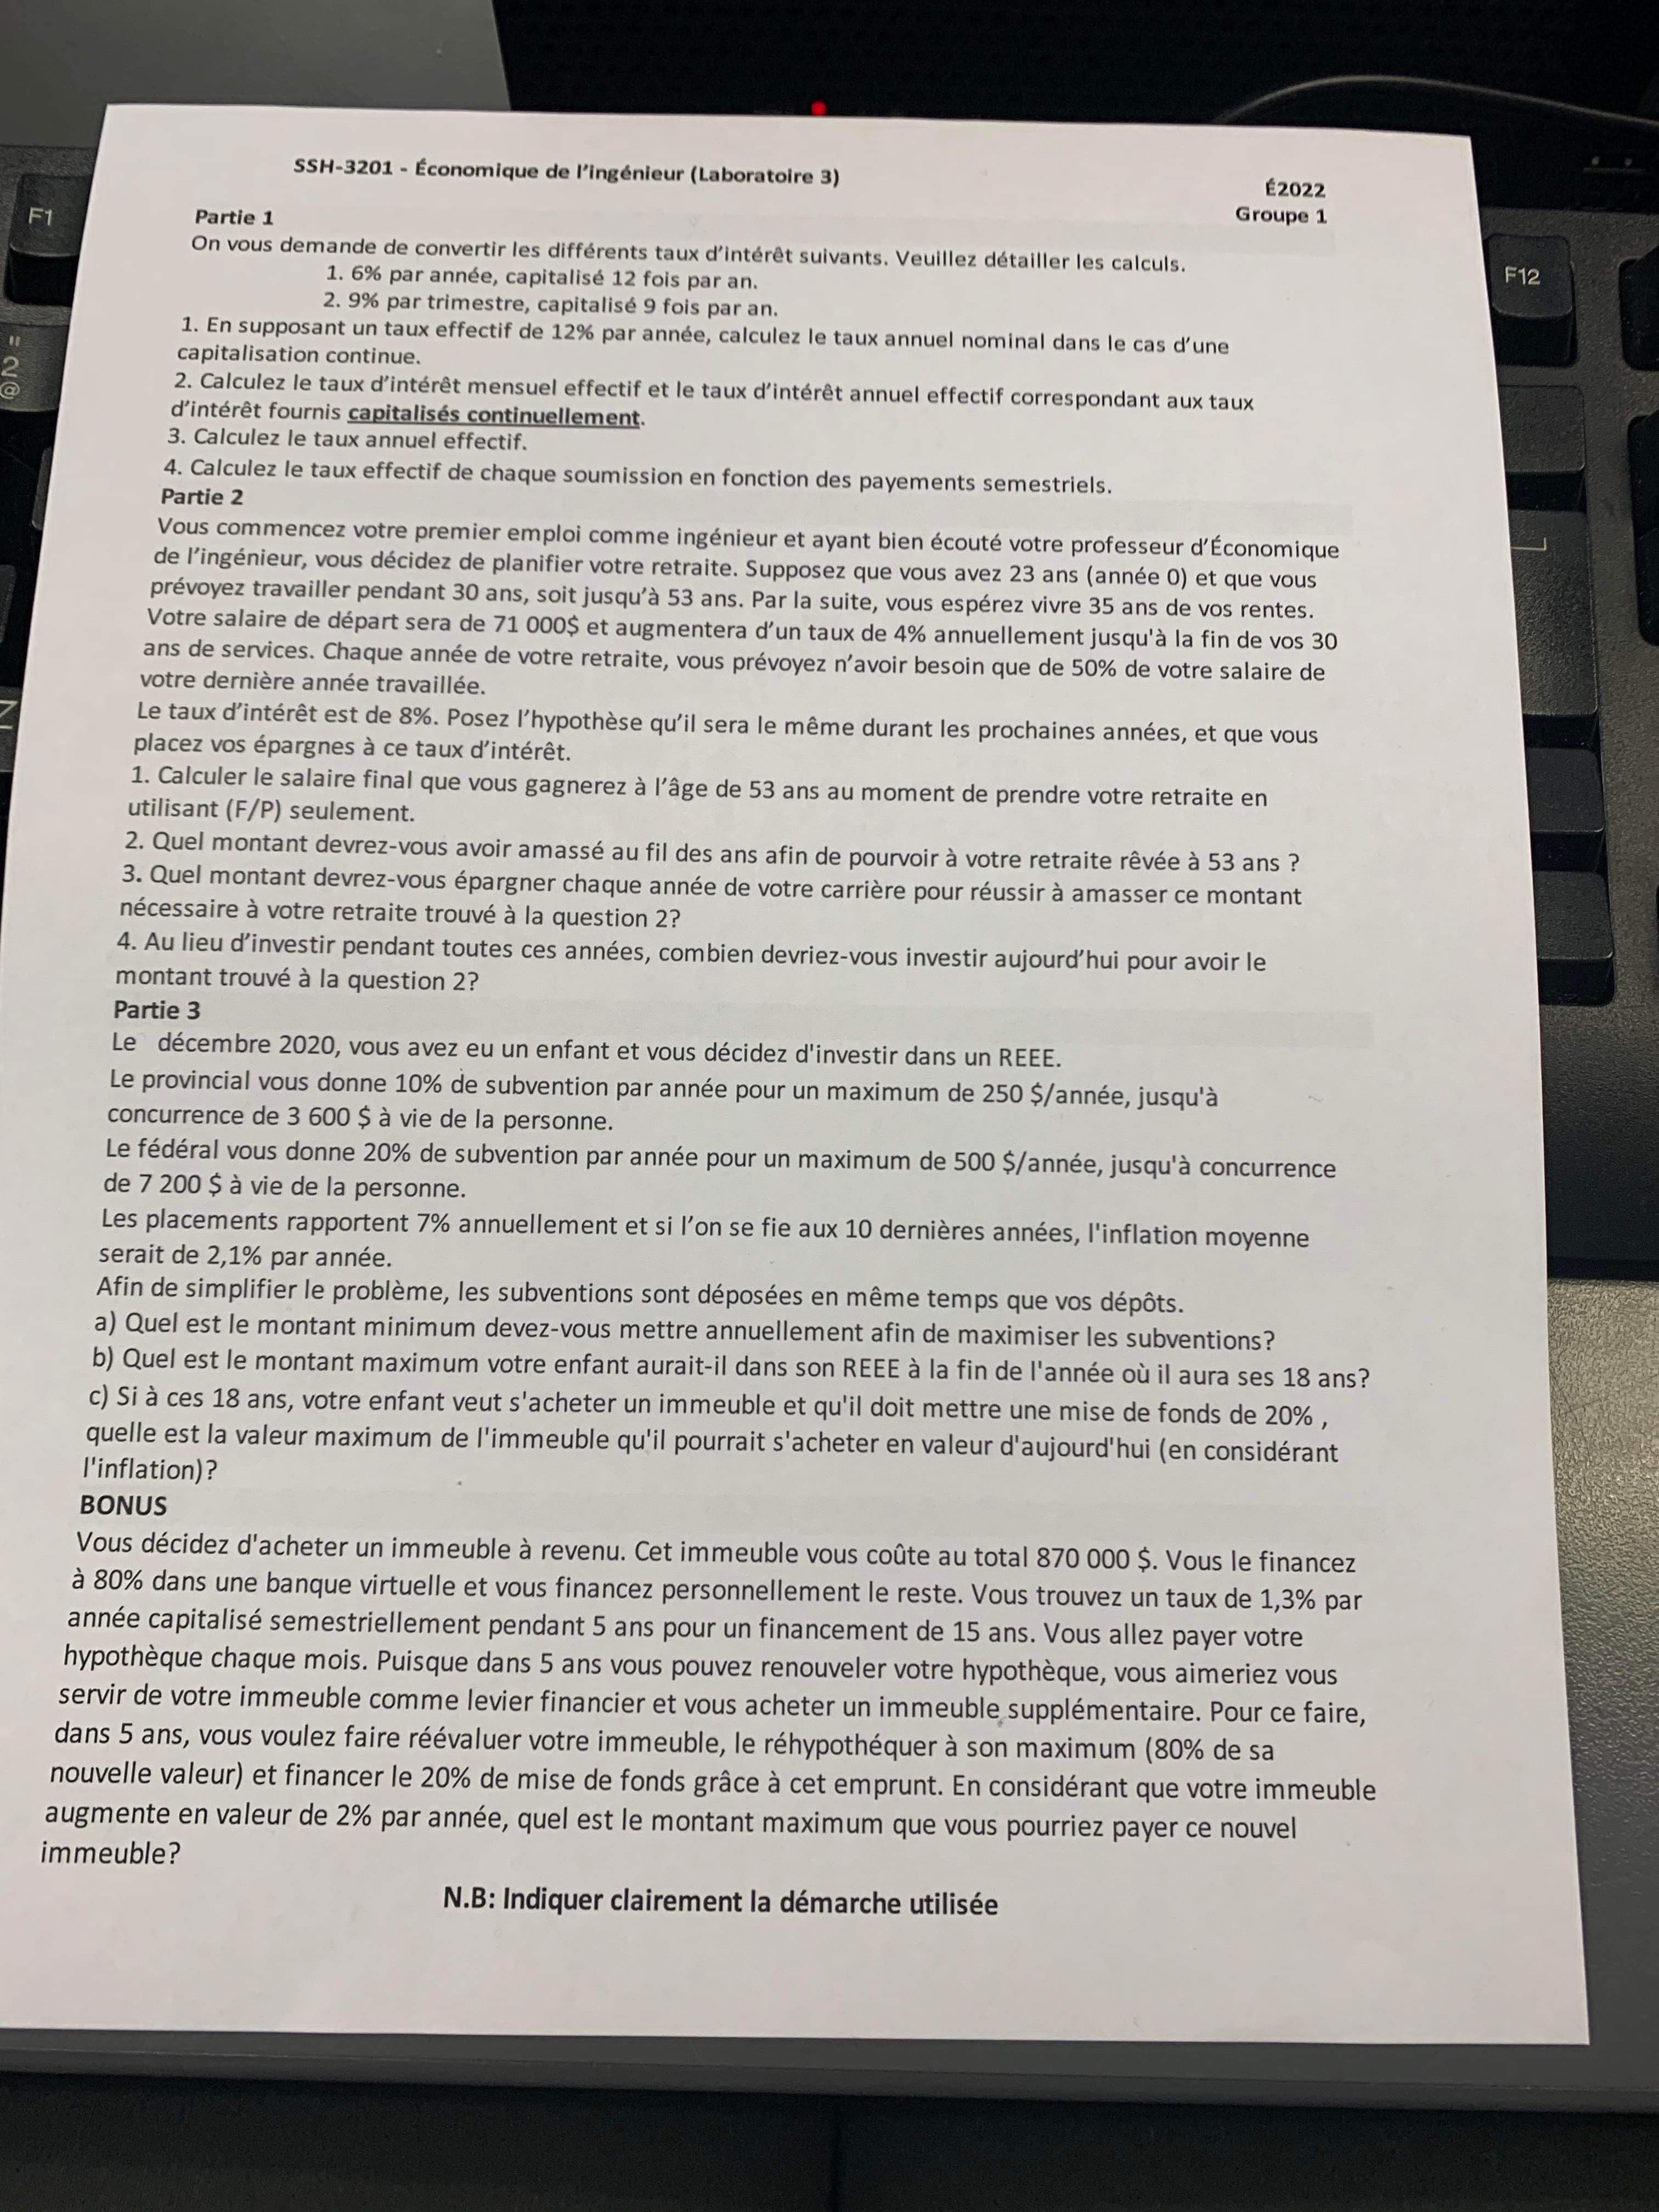 SSH-3201 - Économique de l'ingénieur (Laboratoire 3)
É2022
Groupe 1
Partie 1
On vous demande de convertir les différents taux d'intérêt suivants. Veuillez détailler les calculs.
1. 6% par année, capitalisé 12 fois par an.
2. 9% par trimestre, capitalisé 9 fois par an.
1. En supposant un taux effectif de 12% par année, calculez le taux annuel nominal dans le cas d'une
capitalisation continue.
2. Calculez le taux d'intérêt mensuel effectif et le taux d'intérêt annuel effectif correspondant aux taux
d'intérêt fournis capitalisés continuellement.
3. Calculez le taux annuel effectif.
4. Calculez le taux effectif de chaque soumission en fonction des payements semestriels.
Partie 2
Vous commencez votre premier emploi comme ingénieur et ayant bien écouté votre professeur d'Économique
de l'ingénieur, vous décidez de planifier votre retraite. Supposez que vous avez 23 ans (année 0) et que vous
prévoyez travailler pendant 30 ans, soit jusqu'à 53 ans. Par la suite, vous espérez vivre 35 ans de vos rentes.
Votre salaire de départ sera de 71 000$ et augmentera d'un taux de 4% annuellement jusqu'à la fin de vos 30
ans de services. Chaque année de votre retraite, vous prévoyez n'avoir besoin que de 50% de votre salaire de
votre dernière année travaillée.
Le taux d'intérêt est de 8%. Posez l'hypothèse qu'il sera le même durant les prochaines années, et que vous
placez vos épargnes à ce taux d'intérêt.
1. Calculer le salaire final que vous gagnerez à l'âge de 53 ans au moment de prendre votre retraite en
utilisant (F/P) seulement.
2. Quel montant devrez-vous avoir amassé au fil des ans afin de pourvoir à votre retraite rêvée à 53 ans ?
3. Quel montant devrez-vous épargner chaque année de votre carrière pour réussir à amasser ce montant
nécessaire à votre retraite trouvé à la question 2?
4. Au lieu d'investir pendant toutes ces années, combien devriez-vous investir aujourd'hui pour avoir le
montant trouvé à la question 2?
Partie 3
Le décembre 2020, vous avez eu un enfant et vous décidez d'investir dans un REEE.
Le provincial vous donne 10% de subvention par année pour un maximum de 250 $/année, jusqu'à
concurrence de 3 600 $ à vie de la personne.
Le fédéral vous donne 20% de subvention par année pour un maximum de 500 $/année, jusqu'à concurrence
de 7 200 $ à vie de la personne.
Les placements rapportent 7% annuellement et si l'on se fie aux 10 dernières années, l'inflation moyenne
serait de 2,1% par année.
Afin de simplifier le problème, les subventions sont déposées en même temps que vos dépôts.
a) Quel est le montant minimum devez-vous mettre annuellement afin de maximiser les subventions?
b) Quel est le montant maximum votre enfant aurait-il dans son REEE à la fin de l'année où il aura ses 18 ans?
c) Si à ces 18 ans, votre enfant veut s'acheter un immeuble et qu'il doit mettre une mise de fonds de 20% ,
quelle est la valeur maximum de l'immeuble qu'il pourrait s'acheter en valeur d'aujourd'hui (en considérant
l'inflation)?
BONUS
Vous décidez d'acheter un immeuble à revenu. Cet immeuble vous coûte au total 870 000 $. Vous le financez
à 80% dans une banque virtuelle et vous financez personnellement le reste. Vous trouvez un taux de 1,3% par
année capitalisé semestriellement pendant 5 ans pour un financement de 15 ans. Vous allez payer votre
hypothèque chaque mois. Puisque dans 5 ans vous pouvez renouveler votre hypothèque, vous aimeriez vous
servir de votre immeuble comme levier financier et vous acheter un immeuble supplémentaire. Pour ce faire,
dans 5 ans, vous voulez faire réévaluer votre immeuble, le réhypothéquer à son maximum (80% de sa
nouvelle valeur) et financer le 20% de mise de fonds grâce à cet emprunt. En considérant que votre immeuble
augmente en valeur de 2% par année, quel est le montant maximum que vous pourriez payer ce nouvel
immeuble?
N.B: Indiquer clairement la démarche utilisée
F1
F12
"
2
@
Z